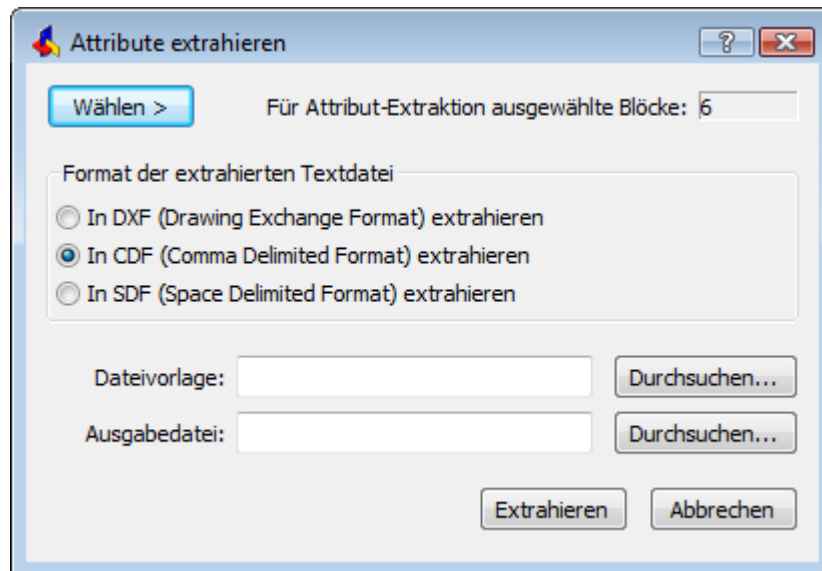 Attribute extrahieren
Wählen > Für Attribut-Extraktion ausgewählte Blöcke: 6
Format der extrahierten Textdatei
In DXF (Drawing Exchange Format) extrahieren
In CDF (Comma Delimited Format) extrahieren
In SDF (Space Delimited Format) extrahieren
Dateivorlage: Durchsuchen...
Ausgabedatei: Durchsuchen...
Extrahieren Abbrechen